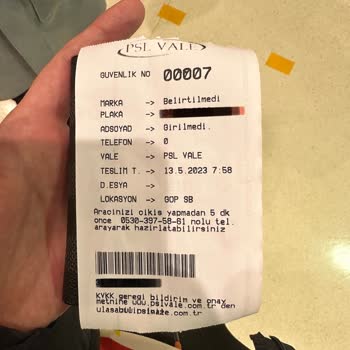 PSL VALE
GUVENLIK NO 00007
MARKA -> Belirtilmedi
PLAKA ->
ADSOYAD -> Girilmedi.
TELEFON -> 0
VALE -> PSL VALE
TESLIM T. -> 13.5.2023 7:58
D.ESYA ->
LOKASYON -> GOP SB
Aracinizi cikis yapmadan 5 dk
once 0530-397-58-61 nolu tel.
arayarak hazirlatabilirsiniz
KVKK geregi bildirim ve onay
metnine www.pslvale.com.tr den